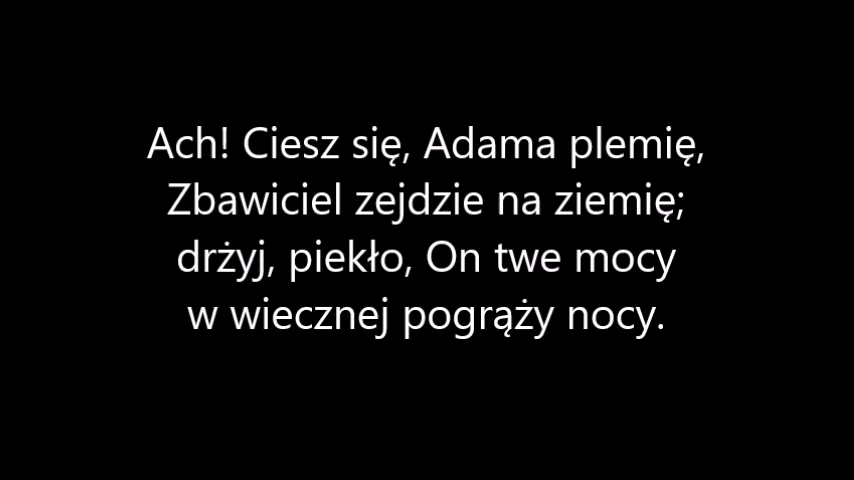 Ach! Ciesz się, Adama plemię,
Zbawiciel zejdzie na ziemię;
drżyj, piekło, On twe mocy
w wiecznej pogrąży nocy.